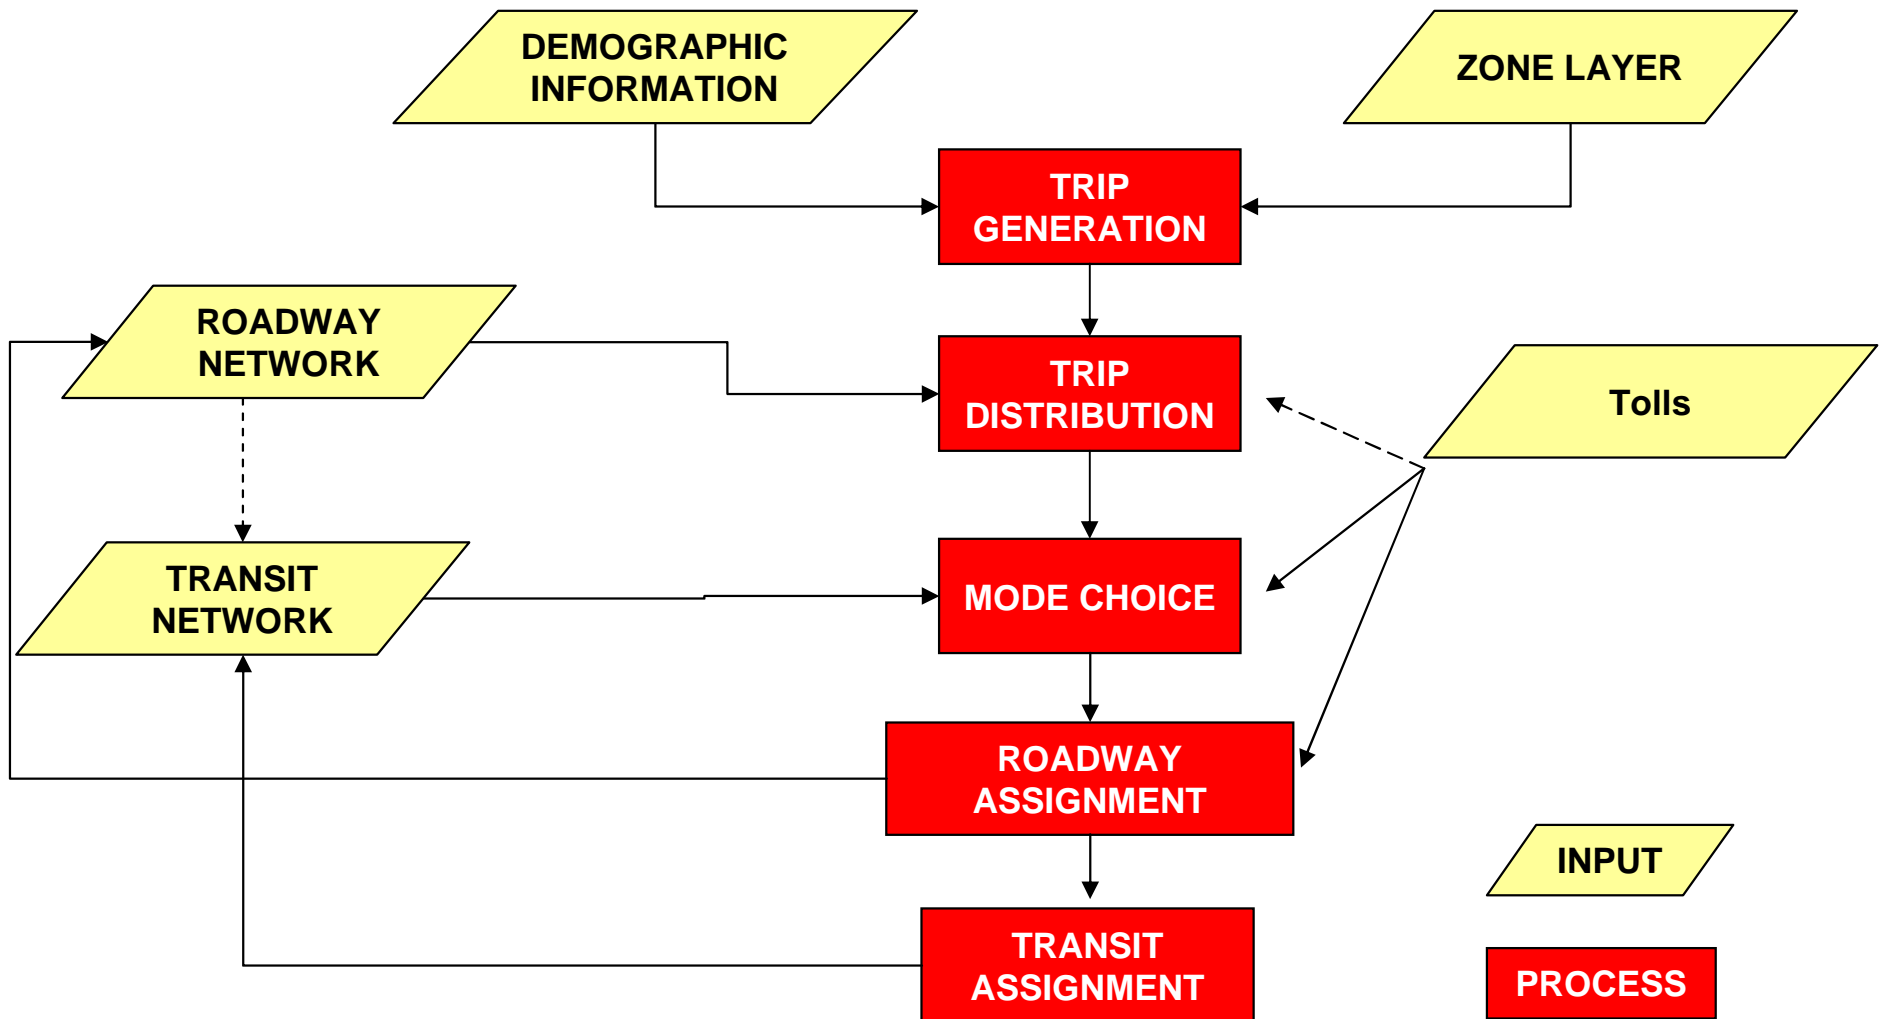 DEMOGRAPHIC
INFORMATION
ZONE LAYER
TRIP
GENERATION
ROADWAY
NETWORK
TRIP
DISTRIBUTION
Tolls
TRANSIT
NETWORK
MODE CHOICE
ROADWAY
ASSIGNMENT
INPUT
TRANSIT
ASSIGNMENT
PROCESS